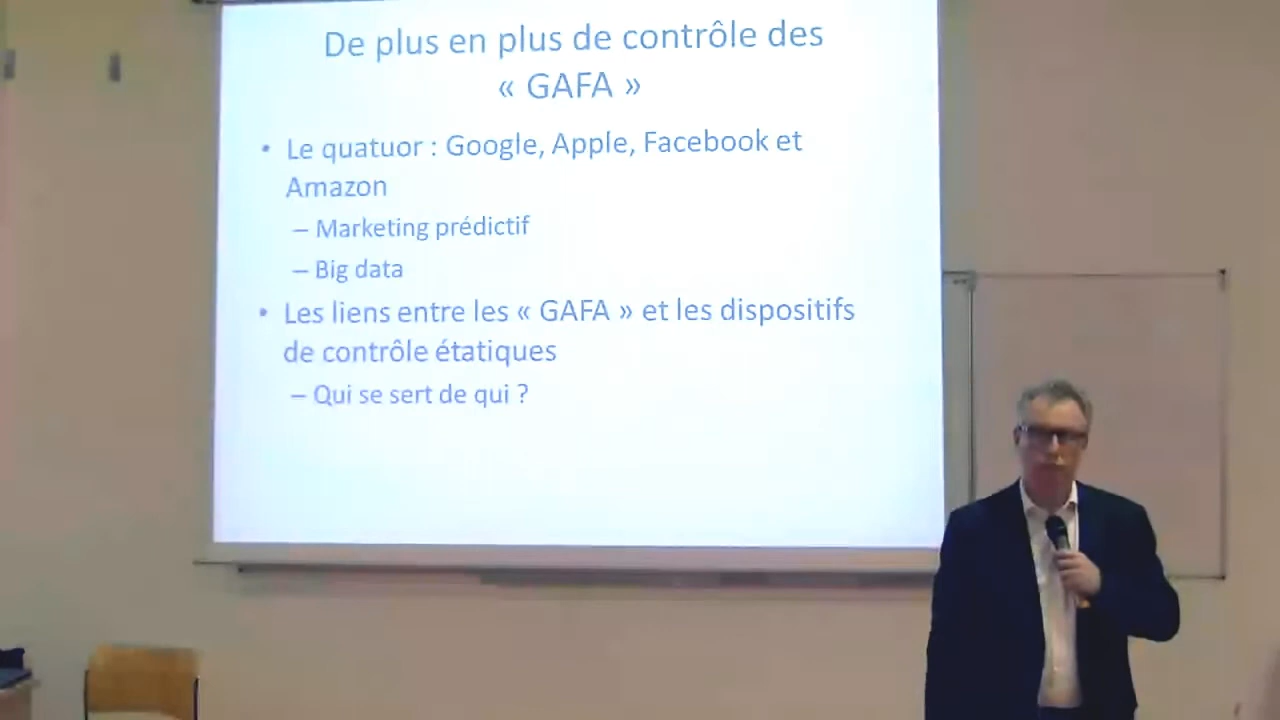 De plus en plus de contrôle des
« GAFA »
• Le quatuor : Google, Apple, Facebook et
Amazon
– Marketing prédictif
– Big data
• Les liens entre les « GAFA » et les dispositifs
de contrôle étatiques
– Qui se sert de qui ?